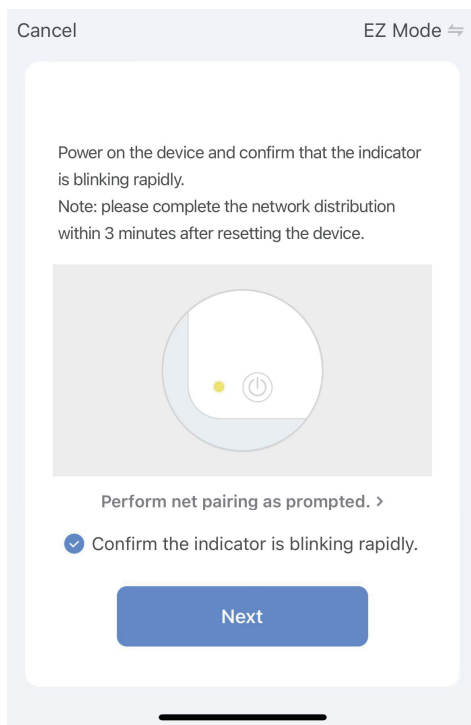 Cancel
EZ Mode
Power on the device and confirm that the indicator
is blinking rapidly.
Note: please complete the network distribution
within 3 minutes after resetting the device.
Perform net pairing as prompted. >
Confirm the indicator is blinking rapidly.
Next